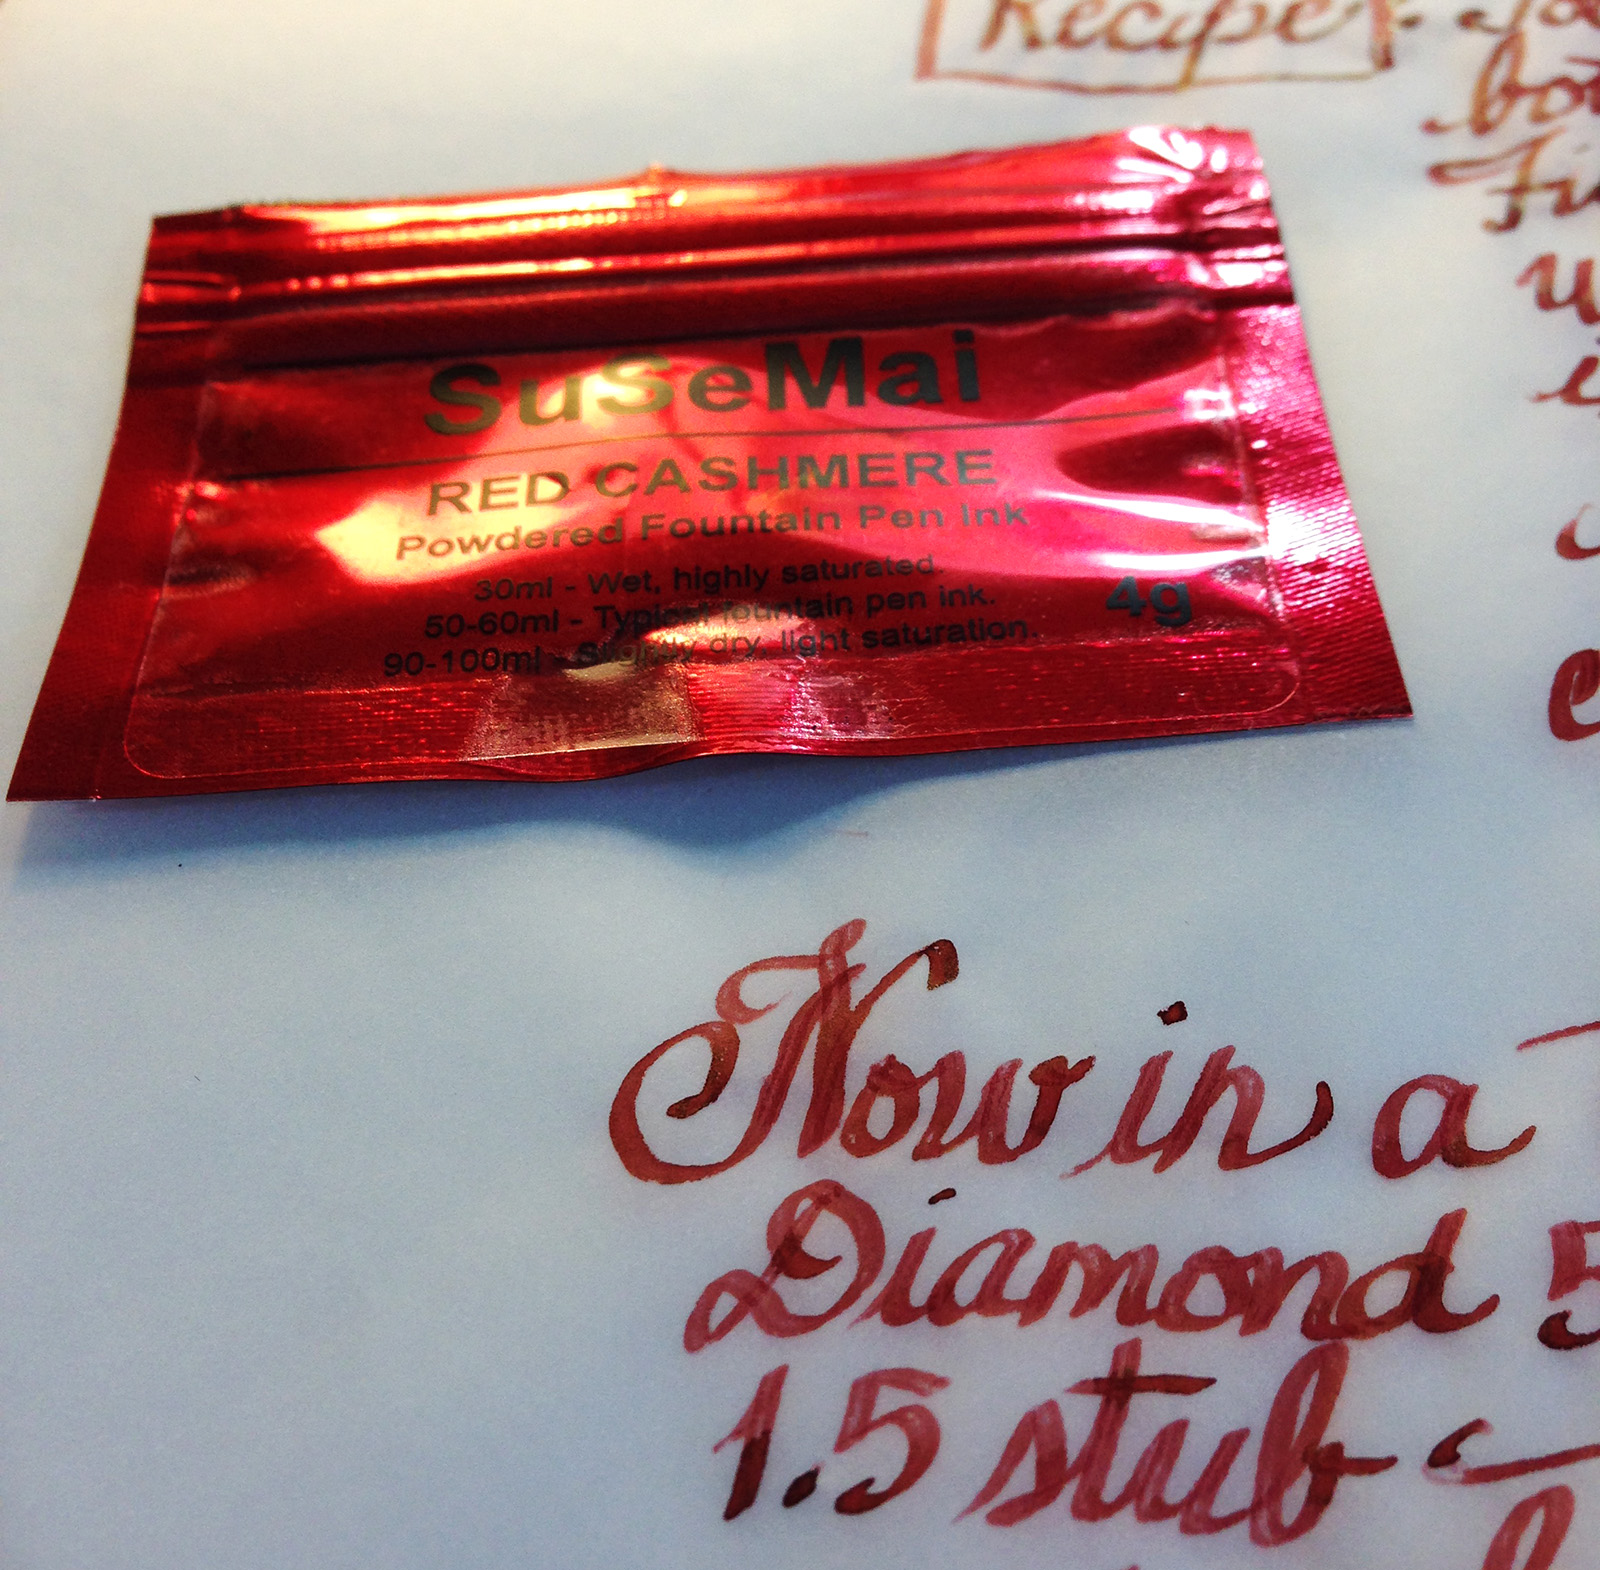 Recipe:
SuSeMai
RED CASHMERE
Powdered Fountain Pen Ink
30ml - Wet, highly saturated.
50-60ml - Typical fountain pen ink.
90-100ml - Slightly dry, light saturation.
4g
Now in a
Diamond 5
1.5 stub